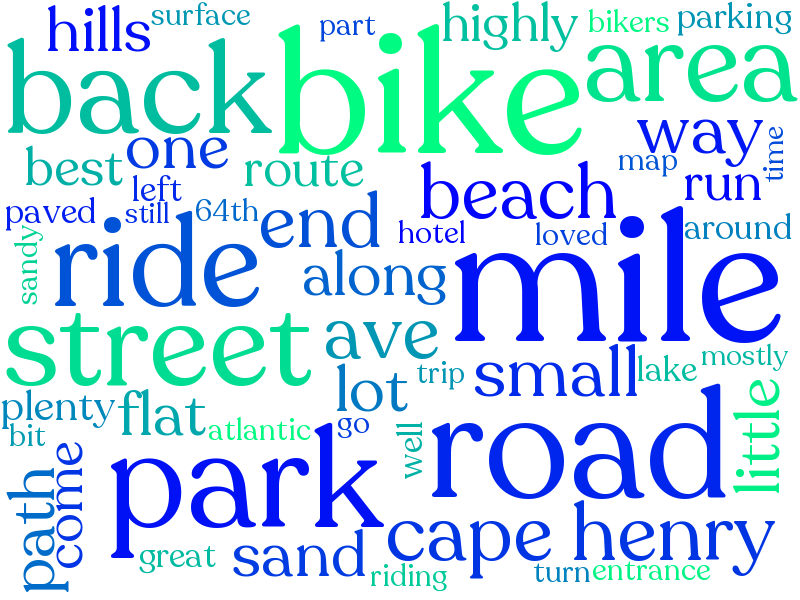 surface
part
highly
bikers
parking
hills
back
bike
area
way
time
one
best
route
map
left
beach
run
paved
still
64th
end
hotel
loved
around
sandy
ride
along
mile
street
ave
small
lake
mostly
trip
lot
plenty
flat
atlantic
go
well
road
little
bit
path
come
park
cape henry
great
sand
riding
turn
entrance